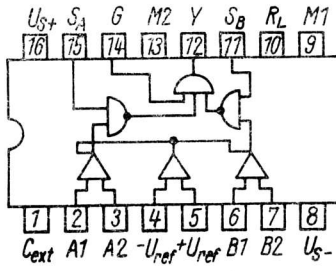 U_S+ S_A G M2 Y S_B R_L M1
16 15 14 13 12 11 10 9
1 2 3 4 5 6 7 8
C_ext A1 A2 -U_ref +U_ref B1 B2 U_S-